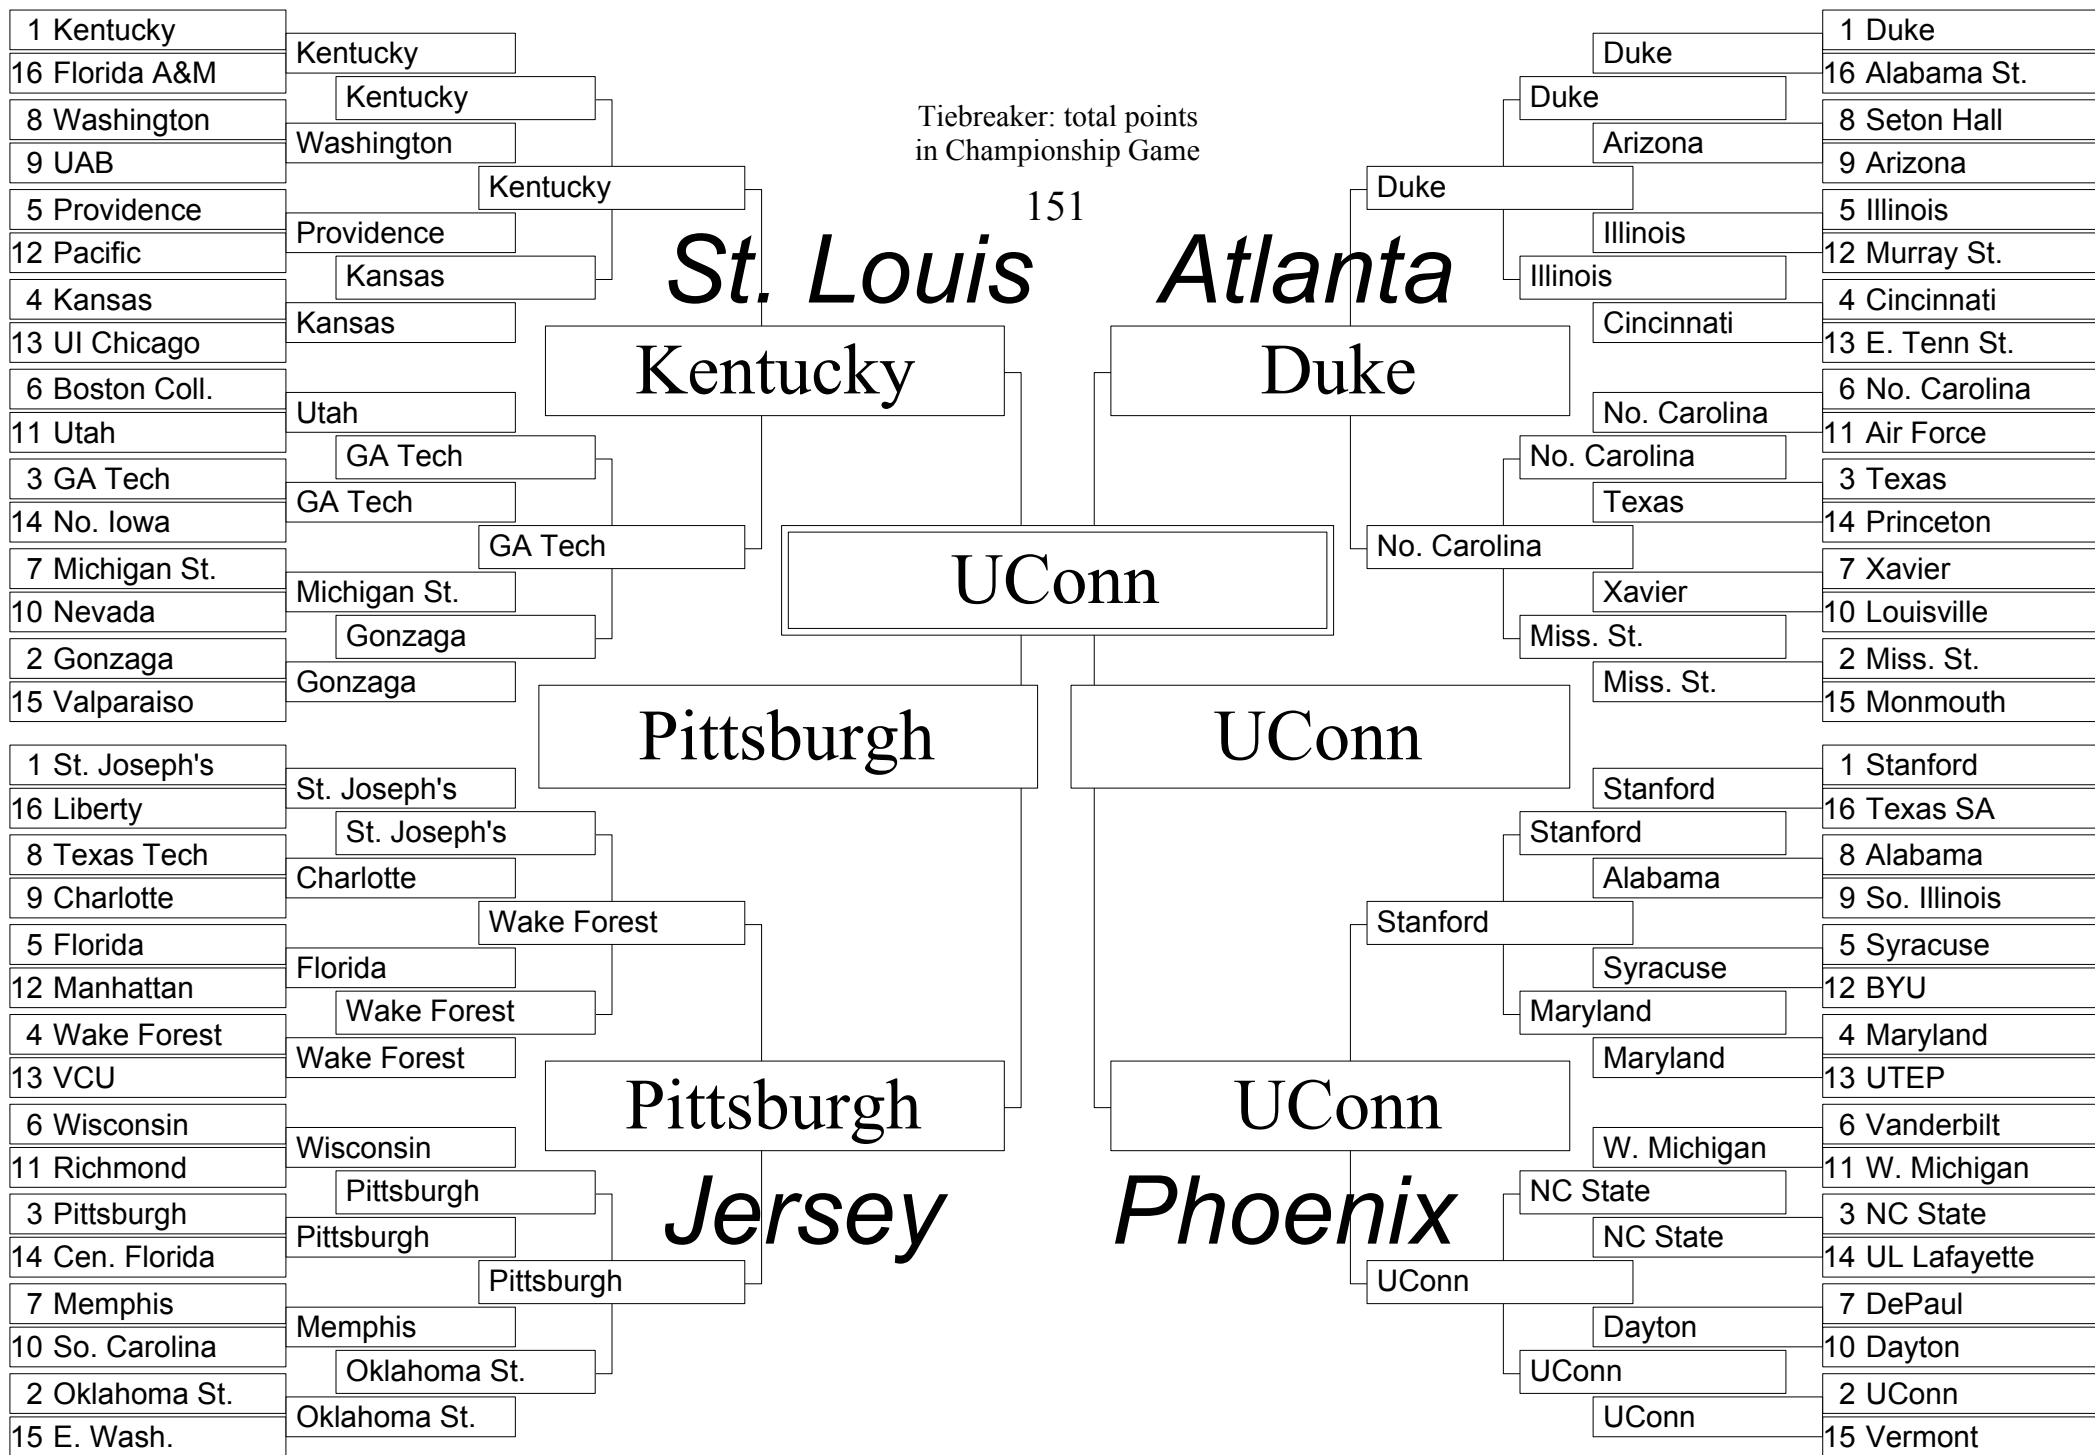 1 Kentucky
16 Florida A&M
8 Washington
9 UAB
5 Providence
12 Pacific
4 Kansas
13 UI Chicago
6 Boston Coll.
11 Utah
3 GA Tech
14 No. Iowa
7 Michigan St.
10 Nevada
2 Gonzaga
15 Valparaiso
1 St. Joseph's
16 Liberty
8 Texas Tech
9 Charlotte
5 Florida
12 Manhattan
4 Wake Forest
13 VCU
6 Wisconsin
11 Richmond
3 Pittsburgh
14 Cen. Florida
7 Memphis
10 So. Carolina
2 Oklahoma St.
15 E. Wash.
Kentucky
Washington
Providence
Kansas
Utah
GA Tech
Michigan St.
Gonzaga
St. Joseph's
Charlotte
Florida
Wake Forest
Wisconsin
Pittsburgh
Memphis
Oklahoma St.
Kentucky
Kansas
GA Tech
Gonzaga
St. Joseph's
Wake Forest
Pittsburgh
Oklahoma St.
Kentucky
GA Tech
Wake Forest
Pittsburgh
Tiebreaker: total points
in Championship Game
151
St. Louis
Atlanta
Kentucky
Duke
UConn
Pittsburgh
UConn
Pittsburgh
UConn
Jersey
Phoenix
Duke
No. Carolina
Stanford
UConn
Duke
Illinois
No. Carolina
Miss. St.
Stanford
Maryland
NC State
UConn
Duke
Arizona
Illinois
Cincinnati
No. Carolina
Texas
Xavier
Miss. St.
Stanford
Alabama
Syracuse
Maryland
W. Michigan
NC State
Dayton
UConn
1 Duke
16 Alabama St.
8 Seton Hall
9 Arizona
5 Illinois
12 Murray St.
4 Cincinnati
13 E. Tenn St.
6 No. Carolina
11 Air Force
3 Texas
14 Princeton
7 Xavier
10 Louisville
2 Miss. St.
15 Monmouth
1 Stanford
16 Texas SA
8 Alabama
9 So. Illinois
5 Syracuse
12 BYU
4 Maryland
13 UTEP
6 Vanderbilt
11 W. Michigan
3 NC State
14 UL Lafayette
7 DePaul
10 Dayton
2 UConn
15 Vermont